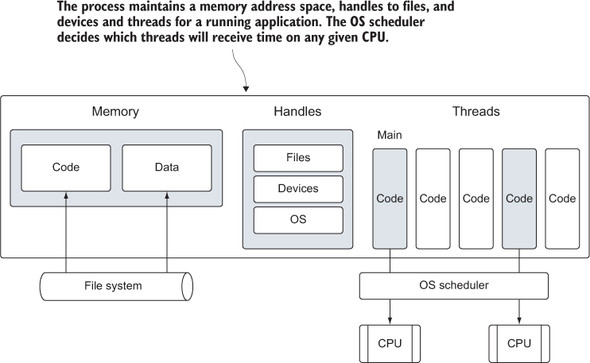 The process maintains a memory address space, handles to files, and
devices and threads for a running application. The OS scheduler
decides which threads will receive time on any given CPU.
Memory
Handles
Threads
Main
Code
Data
Files
Devices
OS
Code
Code
Code
Code
Code
File system
OS scheduler
CPU
CPU